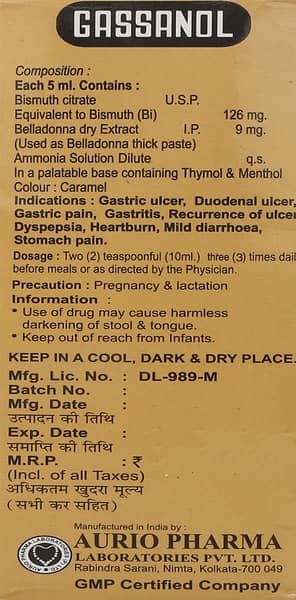 GASSANOL
Composition :
Each 5 ml. Contains :
Bismuth citrate U.S.P.
Equivalent to Bismuth (Bi) 126 mg.
Belladonna dry Extract I.P. 9 mg.
(Used as Belladonna thick paste)
Ammonia Solution Dilute q.s.
In a palatable base containing Thymol & Menthol
Colour : Caramel
Indications : Gastric ulcer, Duodenal ulcer,
Gastric pain, Gastritis, Recurrence of ulcer
Dyspepsia, Heartburn, Mild diarrhoea,
Stomach pain.
Dosage : Two (2) teaspoonful (10ml.) three (3) times daily
before meals or as directed by the Physician.
Precaution : Pregnancy & lactation
Information :
* Use of drug may cause harmless
darkening of stool & tongue.
* Keep out of reach from Infants.
KEEP IN A COOL, DARK & DRY PLACE.
Mfg. Lic. No. : DL-989-M
Batch No. :
Mfg. Date :
उत्पादन की तिथि
Exp. Date :
समाप्ति की तिथि
M.R.P. : ₹
(Incl. of all Taxes)
अधिकतम खुदरा मूल्य
(सभी कर सहित)
Manufactured in India by :
AURIO PHARMA
LABORATORIES PVT. LTD.
Rabindra Sarani, Nimta, Kolkata-700 049
GMP Certified Company